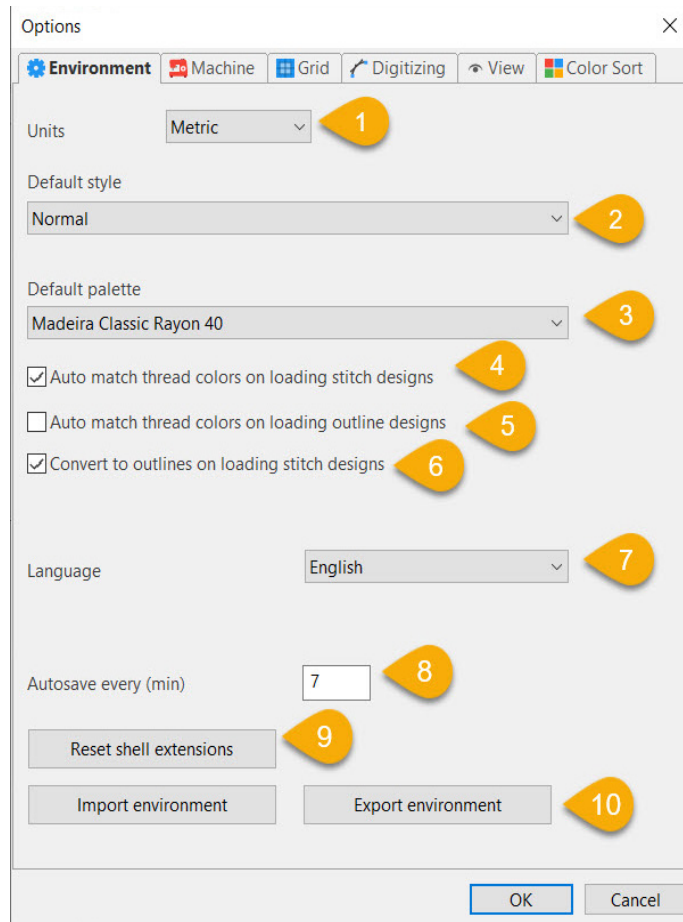 Options
Environment Machine Grid Digitizing View Color Sort
Units Metric 1
Default style
Normal 2
Default palette
Madeira Classic Rayon 40 3
Auto match thread colors on loading stitch designs 4
Auto match thread colors on loading outline designs 5
Convert to outlines on loading stitch designs 6
Language English 7
Autosave every (min) 7 8
Reset shell extensions 9
Import environment Export environment 10
OK Cancel